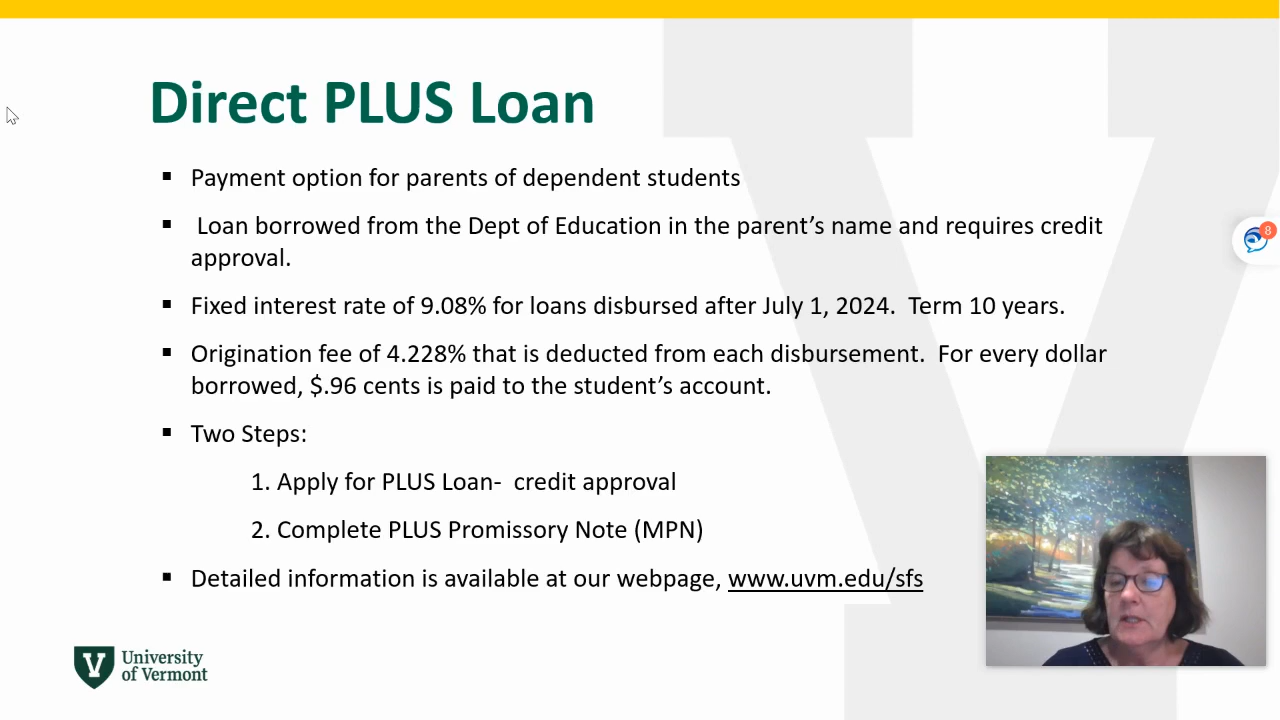 Direct PLUS Loan
▪ Payment option for parents of dependent students
▪ Loan borrowed from the Dept of Education in the parent’s name and requires credit
approval.
▪ Fixed interest rate of 9.08% for loans disbursed after July 1, 2024.  Term 10 years.
▪ Origination fee of 4.228% that is deducted from each disbursement.  For every dollar
borrowed, $.96 cents is paid to the student’s account.
▪ Two Steps:
1. Apply for PLUS Loan-  credit approval
2. Complete PLUS Promissory Note (MPN)
▪ Detailed information is available at our webpage, www.uvm.edu/sfs
8
V University
of Vermont